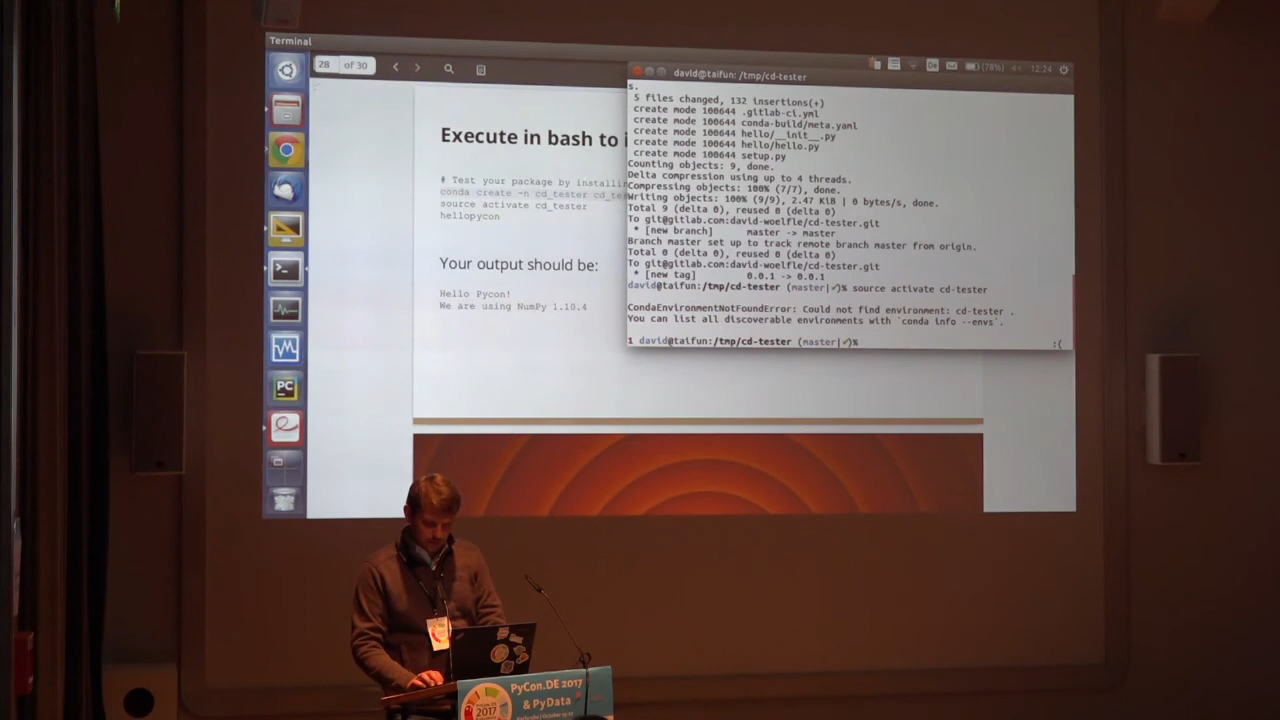 Terminal
28 of 30
De
(78%)
12:24
Execute in bash to i
# Test your package by installin
conda create -n cd_tester cd_tes
source activate cd_tester
hellopycon
Your output should be:
Hello Pycon!
We are using NumPy 1.10.4
david@taifun: /tmp/cd-tester
s.
5 files changed, 132 insertions(+)
create mode 100644 .gitlab-ci.yml
create mode 100644 conda-build/meta.yaml
create mode 100644 hello/__init__.py
create mode 100644 hello/hello.py
create mode 100644 setup.py
Counting objects: 9, done.
Delta compression using up to 4 threads.
Compressing objects: 100% (7/7), done.
Writing objects: 100% (9/9), 2.47 KiB | 0 bytes/s, done.
Total 9 (delta 0), reused 0 (delta 0)
To git@gitlab.com:david-woelfle/cd-tester.git
* [new branch] master -> master
Branch master set up to track remote branch master from origin.
Total 0 (delta 0), reused 0 (delta 0)
To git@gitlab.com:david-woelfle/cd-tester.git
* [new tag] 0.0.1 -> 0.0.1
david@taifun:/tmp/cd-tester (master|✓)% source activate cd-tester
CondaEnvironmentNotFoundError: Could not find environment: cd-tester .
You can list all discoverable environments with `conda info --envs`.
1 david@taifun:/tmp/cd-tester (master|✓)% :(
PC
PyCon.DE 2017
& PyData
PyCon.DE
2017